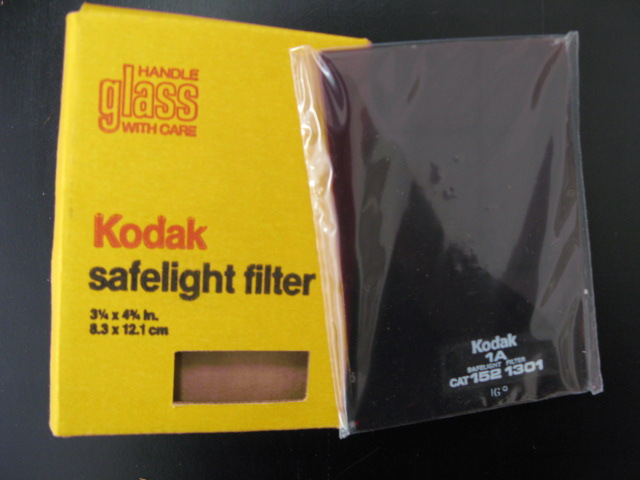 HANDLE
glass
WITH CARE
Kodak
safelight filter
3¼ x 4¾ in.
8.3 x 12.1 cm
Kodak
1A
SAFELIGHT FILTER
CAT 152 1301